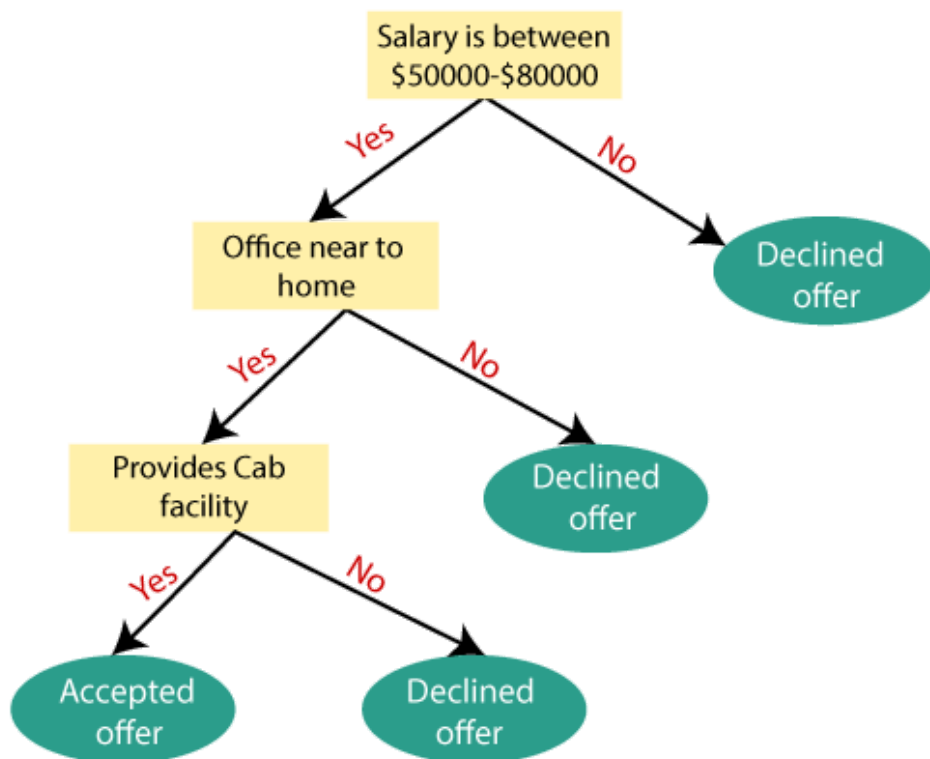 Salary is between
$50000-$80000
Yes
No
Office near to
home
Declined
offer
Yes
No
Provides Cab
facility
Declined
offer
Yes
No
Accepted
offer
Declined
offer